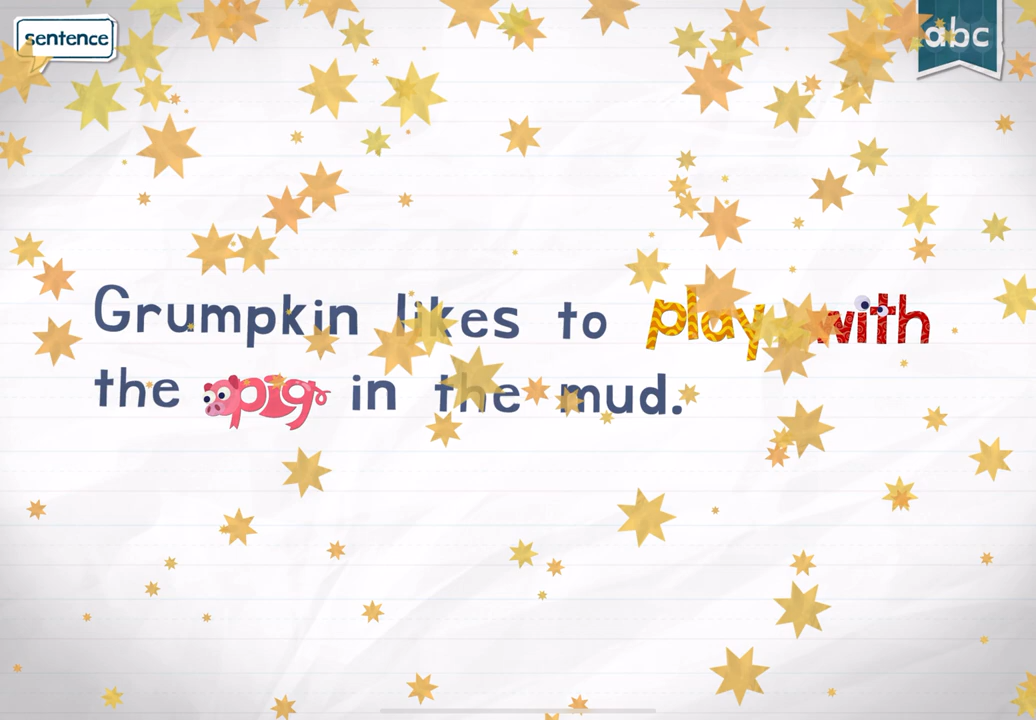 sentence
abc
Grumpkin likes to play with
the pig in the mud.